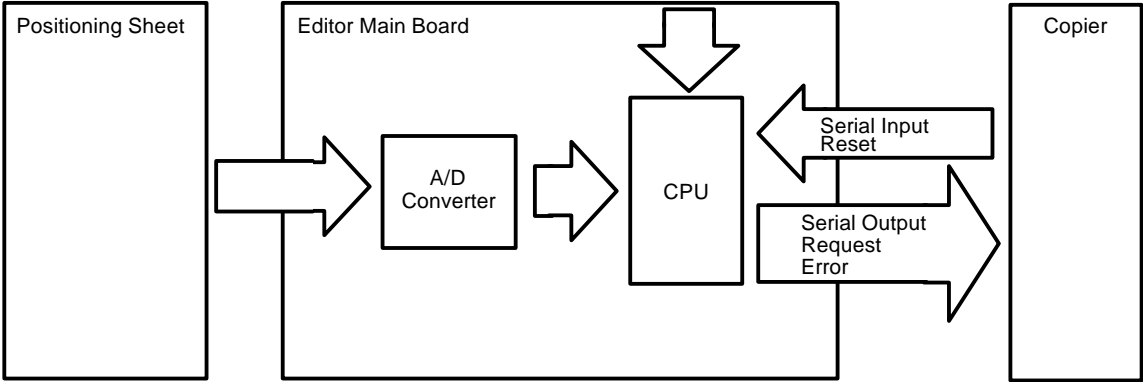 Positioning Sheet
Editor Main Board
Copier
A/D
Converter
CPU
Serial Input
Reset
Serial Output
Request
Error